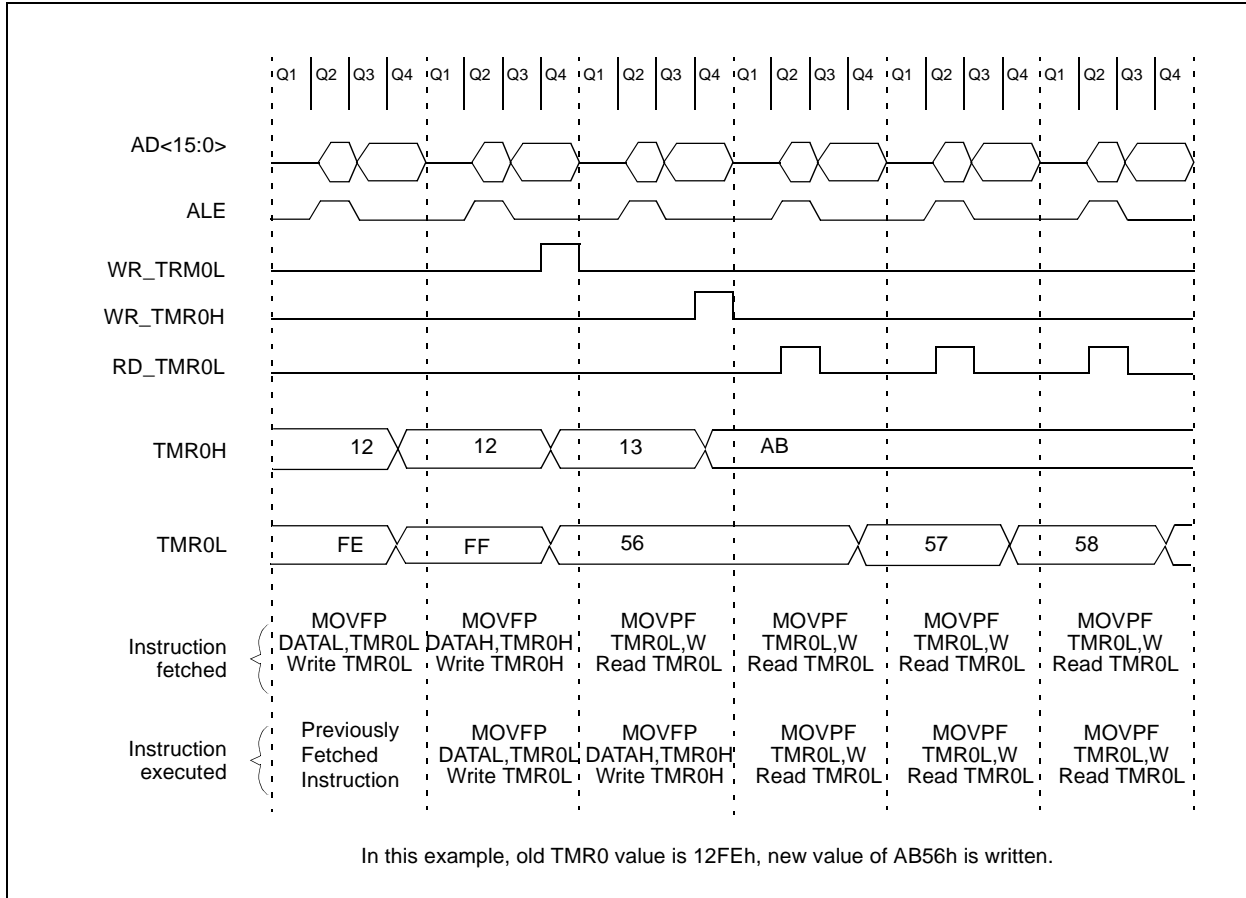 Q1 Q2 Q3 Q4 Q1 Q2 Q3 Q4 Q1 Q2 Q3 Q4 Q1 Q2 Q3 Q4 Q1 Q2 Q3 Q4 Q1 Q2 Q3 Q4
AD<15:0>
ALE
WR_TRM0L
WR_TMR0H
RD_TMR0L
TMR0H 12 12 13 AB
TMR0L FE FF 56 57 58
Instruction
fetched
MOVFP
DATAL,TMR0L
Write TMR0L
MOVFP
DATAH,TMR0H
Write TMR0H
MOVPF
TMR0L,W
Read TMR0L
MOVPF
TMR0L,W
Read TMR0L
MOVPF
TMR0L,W
Read TMR0L
MOVPF
TMR0L,W
Read TMR0L
Instruction
executed
Previously
Fetched
Instruction
MOVFP
DATAL,TMR0L
Write TMR0L
MOVFP
DATAH,TMR0H
Write TMR0H
MOVPF
TMR0L,W
Read TMR0L
MOVPF
TMR0L,W
Read TMR0L
MOVPF
TMR0L,W
Read TMR0L
In this example, old TMR0 value is 12FEh, new value of AB56h is written.